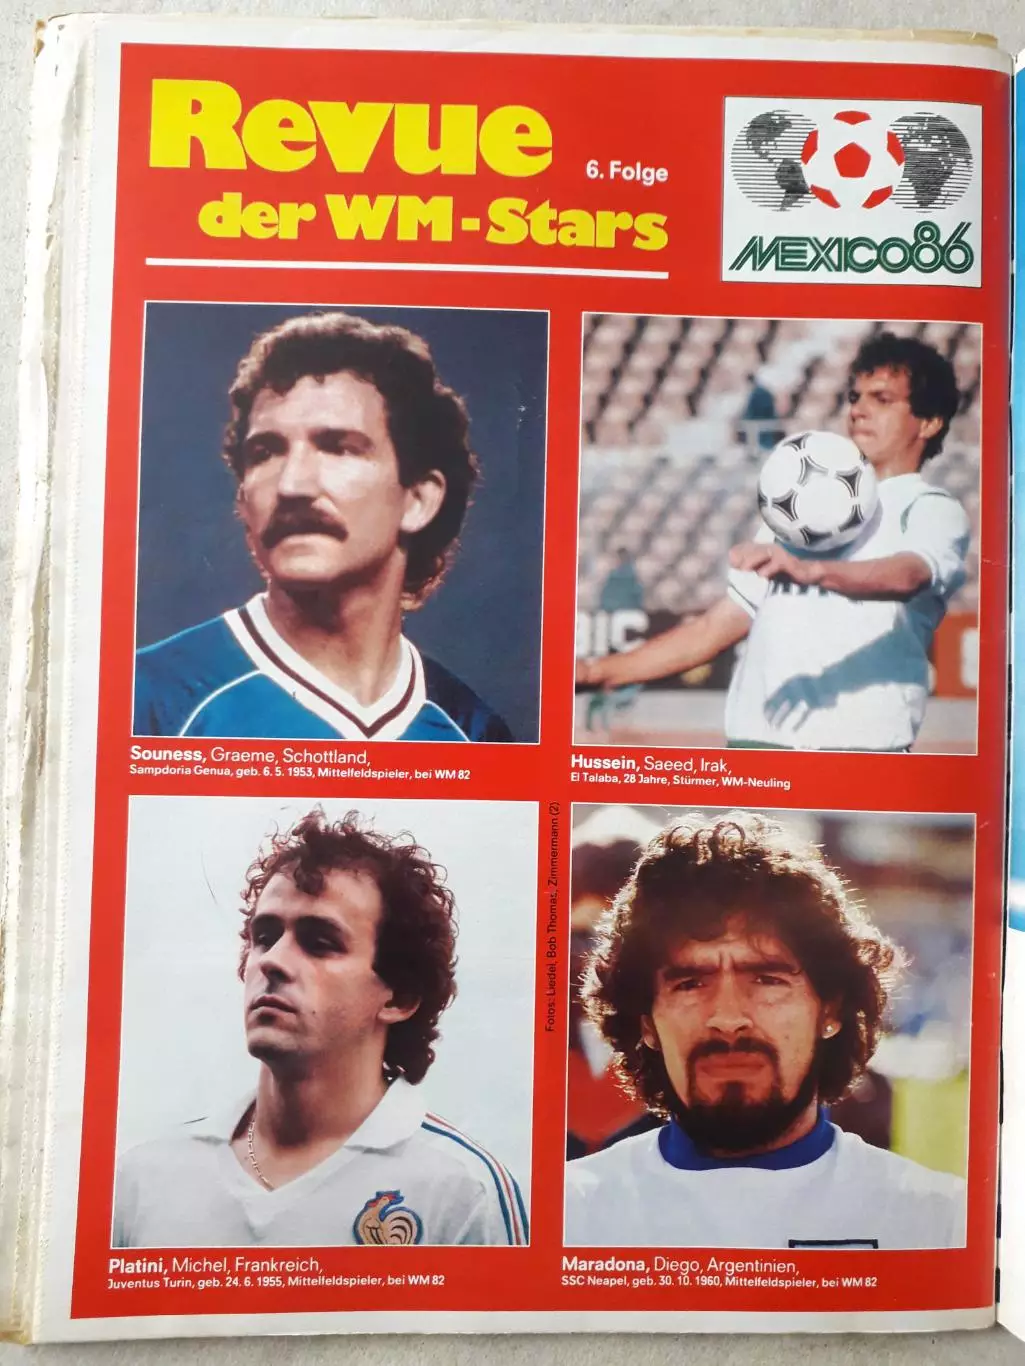 Revue
6. Folge
der WM-Stars
MEXICO86
Souness, Graeme, Schottland,
Sampdoria Genua, geb. 6. 5. 1953, Mittelfeldspieler, bei WM 82
Hussein, Saeed, Irak,
El Talaba, 28 Jahre, Stürmer, WM-Neuling
Fotos: Liedel, Bob Thomas, Zimmermann (2)
Platini, Michel, Frankreich,
Juventus Turin, geb. 24. 6. 1955, Mittelfeldspieler, bei WM 82
Maradona, Diego, Argentinien,
SSC Neapel, geb. 30. 10. 1960, Mittelfeldspieler, bei WM 82